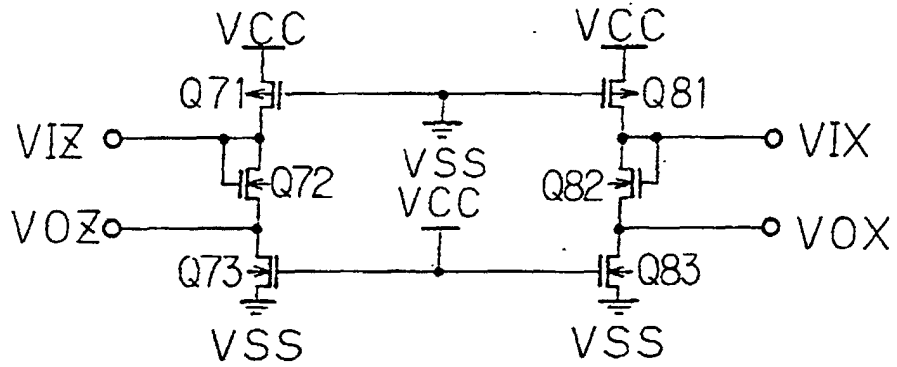 VCC VCC
Q71 Q81
VIZ VIX
VSS
Q72 Q82
VCC
VOZ VOX
Q73 Q83
VSS VSS